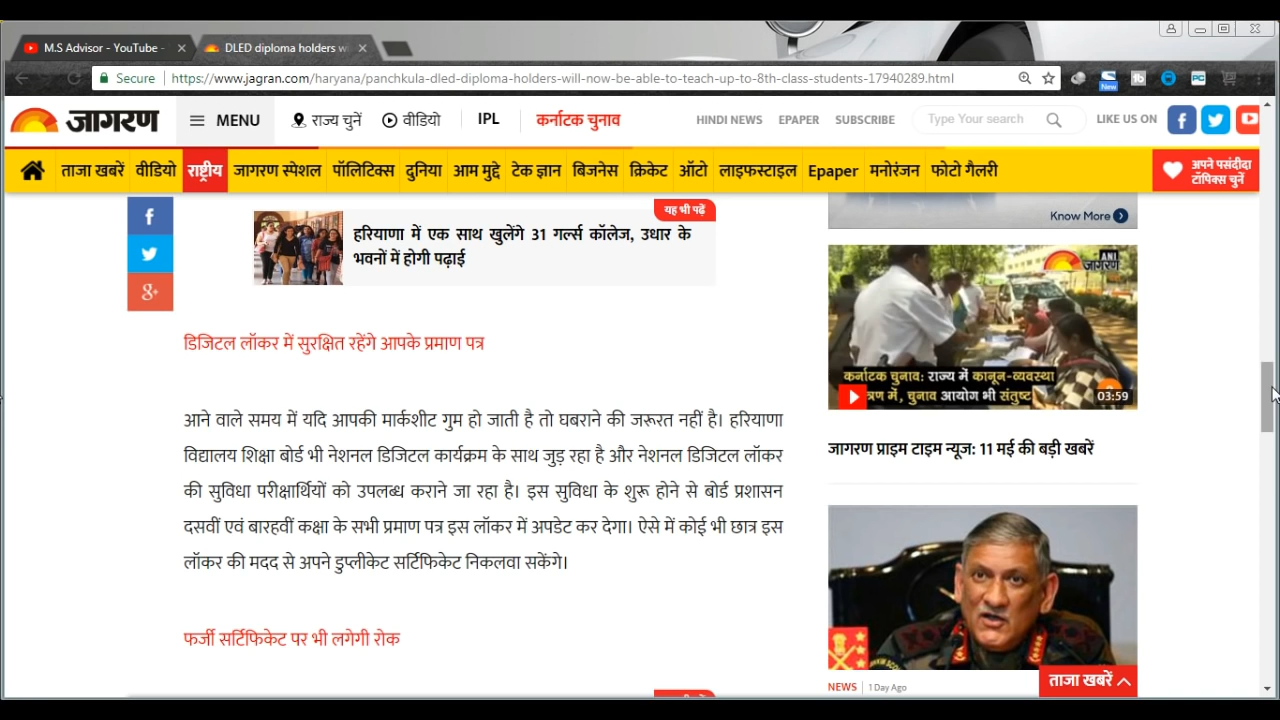 M.S Advisor - YouTube -
DLED diploma holders w
Secure
https://www.jagran.com/haryana/panchkula-dled-diploma-holders-will-now-be-able-to-teach-up-to-8th-class-students-17940289.html
New
जागरण
MENU
राज्य चुनें
वीडियो
IPL
कर्नाटक चुनाव
HINDI NEWS
EPAPER
SUBSCRIBE
Type Your search
LIKE US ON
ताजा खबरें
वीडियो
राष्ट्रीय
जागरण स्पेशल
पॉलिटिक्स
दुनिया
आम मुद्दे
टेक ज्ञान
बिजनेस
क्रिकेट
ऑटो
लाइफस्टाइल
Epaper
मनोरंजन
फोटो गैलरी
अपने पसंदीदा
टॉपिक्स चुनें
यह भी पढ़ें
हरियाणा में एक साथ खुलेंगे 31 गर्ल्स कॉलेज, उधार के
भवनों में होगी पढ़ाई
डिजिटल लॉकर में सुरक्षित रहेंगे आपके प्रमाण पत्र
आने वाले समय में यदि आपकी मार्कशीट गुम हो जाती है तो घबराने की जरूरत नहीं है। हरियाणा
विद्यालय शिक्षा बोर्ड भी नेशनल डिजिटल कार्यक्रम के साथ जुड़ रहा है और नेशनल डिजिटल लॉकर
की सुविधा परीक्षार्थियों को उपलब्ध कराने जा रहा है। इस सुविधा के शुरू होने से बोर्ड प्रशासन
दसवीं एवं बारहवीं कक्षा के सभी प्रमाण पत्र इस लॉकर में अपडेट कर देगा। ऐसे में कोई भी छात्र इस
लॉकर की मदद से अपने डुप्लीकेट सर्टिफिकेट निकलवा सकेंगे।
फर्जी सर्टिफिकेट पर भी लगेगी रोक
Know More
ANI
जागरण
कर्नाटक चुनाव: राज्य में कानून-व्यवस्था
त्रण में, चुनाव आयोग भी संतुष्ट
03:59
जागरण प्राइम टाइम न्यूज: 11 मई की बड़ी खबरें
NEWS
1 Day Ago
ताजा खबरें